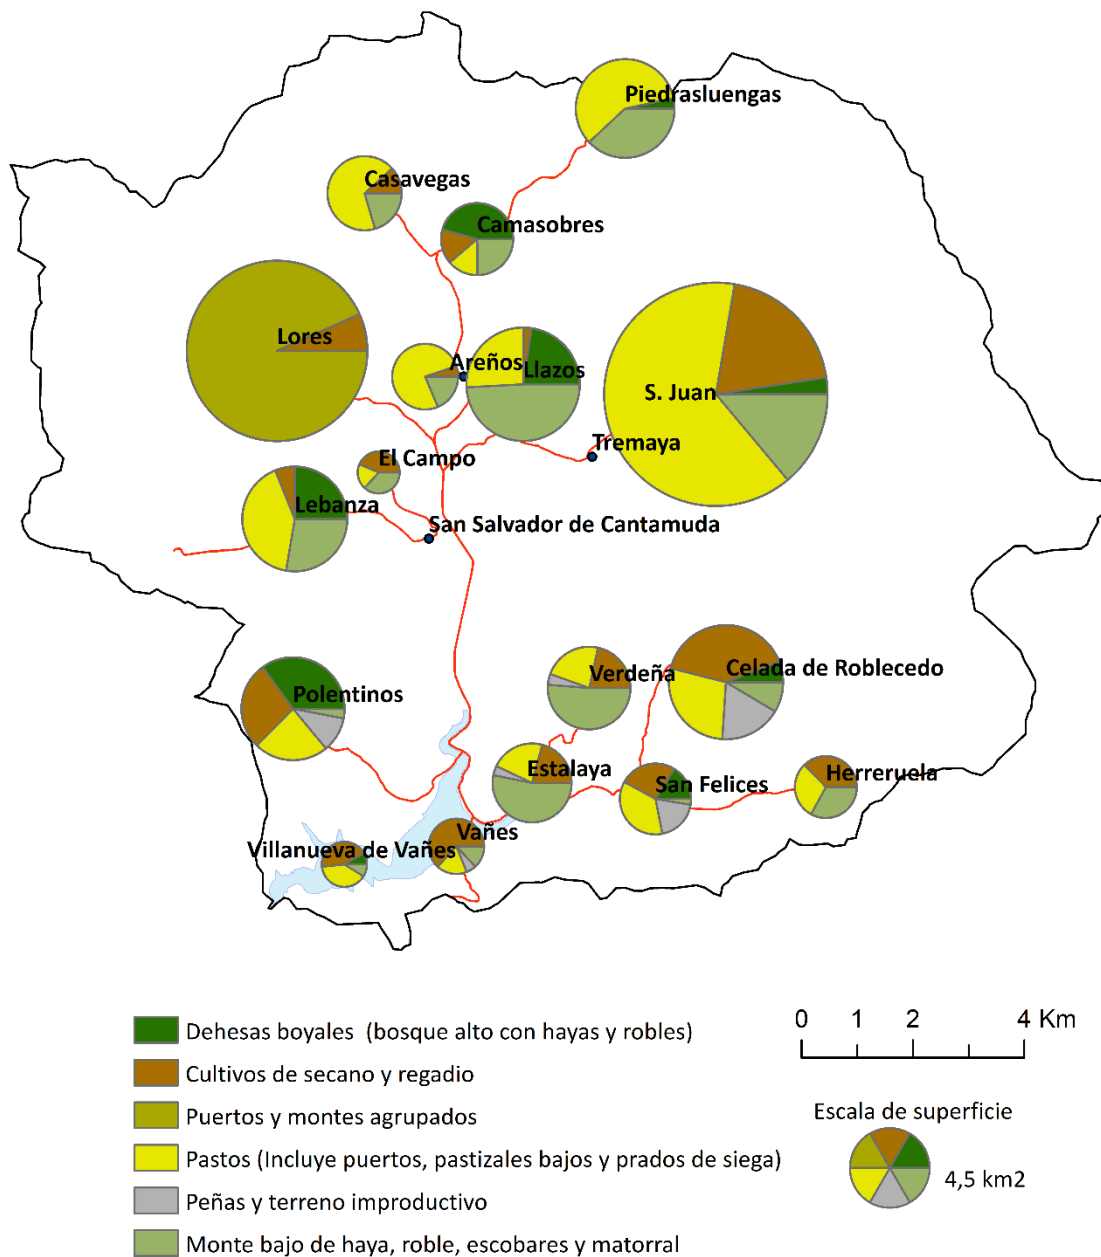 Piedrasluengas
Casavegas
Camasobres
Lores
Areños
Llazos
S. Juan
Tremaya
El Campo
Lebanza
San Salvador de Cantamuda
Polentinos
Verdeña
Celada de Roblecedo
Estalaya
San Felices
Herreruela
Vañes
Villanueva de Vañes
Dehesas boyales (bosque alto con hayas y robles)
Cultivos de secano y regadio
Puertos y montes agrupados
Pastos (Incluye puertos, pastizales bajos y prados de siega)
Peñas y terreno improductivo
Monte bajo de haya, roble, escobares y matorral
0 1 2 4 Km
Escala de superficie
4,5 km2